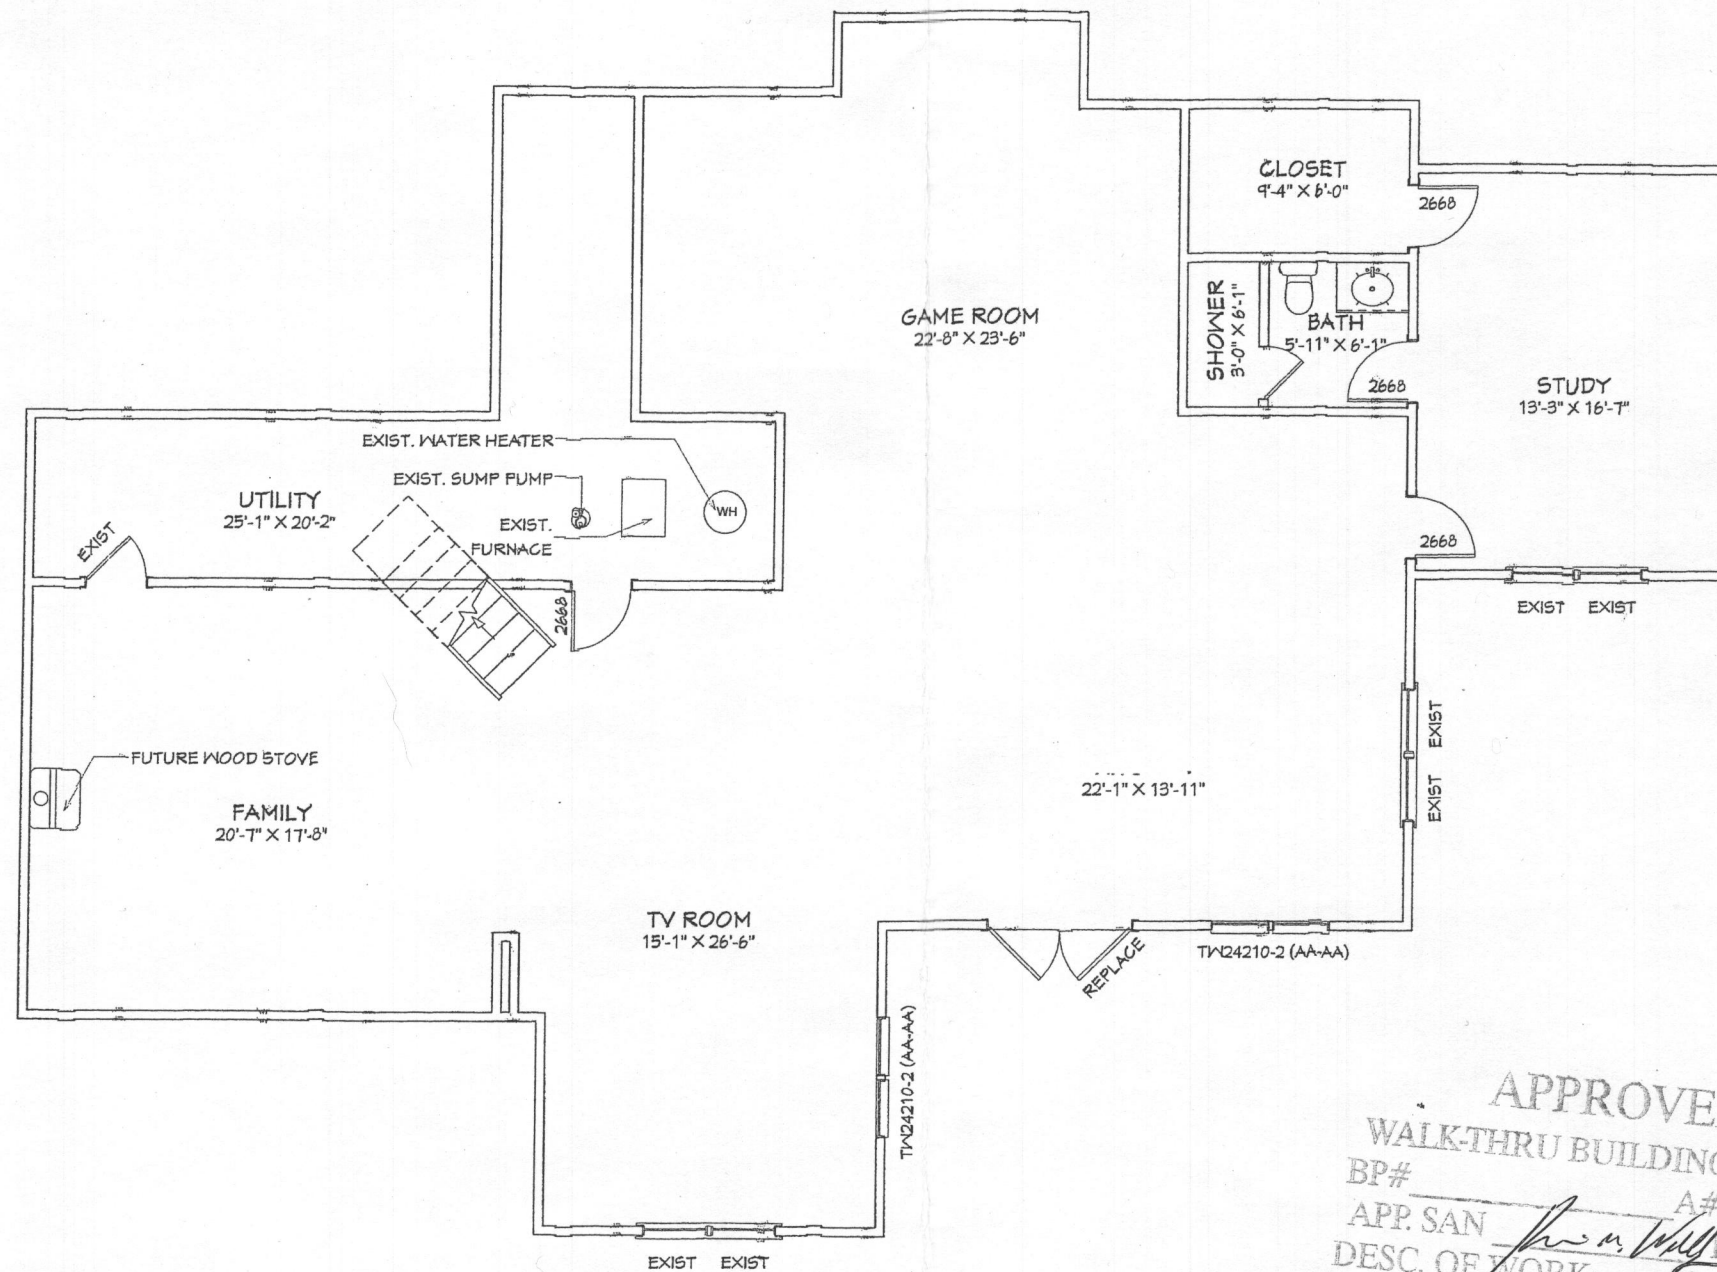 CLOSET
9'-4" X 6'-0"
2668
GAME ROOM
22'-8" X 23'-6"
SHOWER
3'-0" X 6'-1"
BATH
5'-11" X 6'-1"
2668
STUDY
13'-3" X 16'-7"
EXIST. WATER HEATER
EXIST. SUMP PUMP
UTILITY
25'-1" X 20'-2"
EXIST.
FURNACE
WH
EXIST
2668
2668
EXIST EXIST
FUTURE WOOD STOVE
FAMILY
20'-7" X 17'-8"
22'-1" X 13'-11"
EXIST
EXIST
TV ROOM
15'-1" X 26'-6"
REPLACE
TW24210-2 (AA-AA)
TW24210-2 (AA-AA)
EXIST EXIST
APPROVE
WALK-THRU BUILDING
BP# A#
APP. SAN
DESC. OF WORK